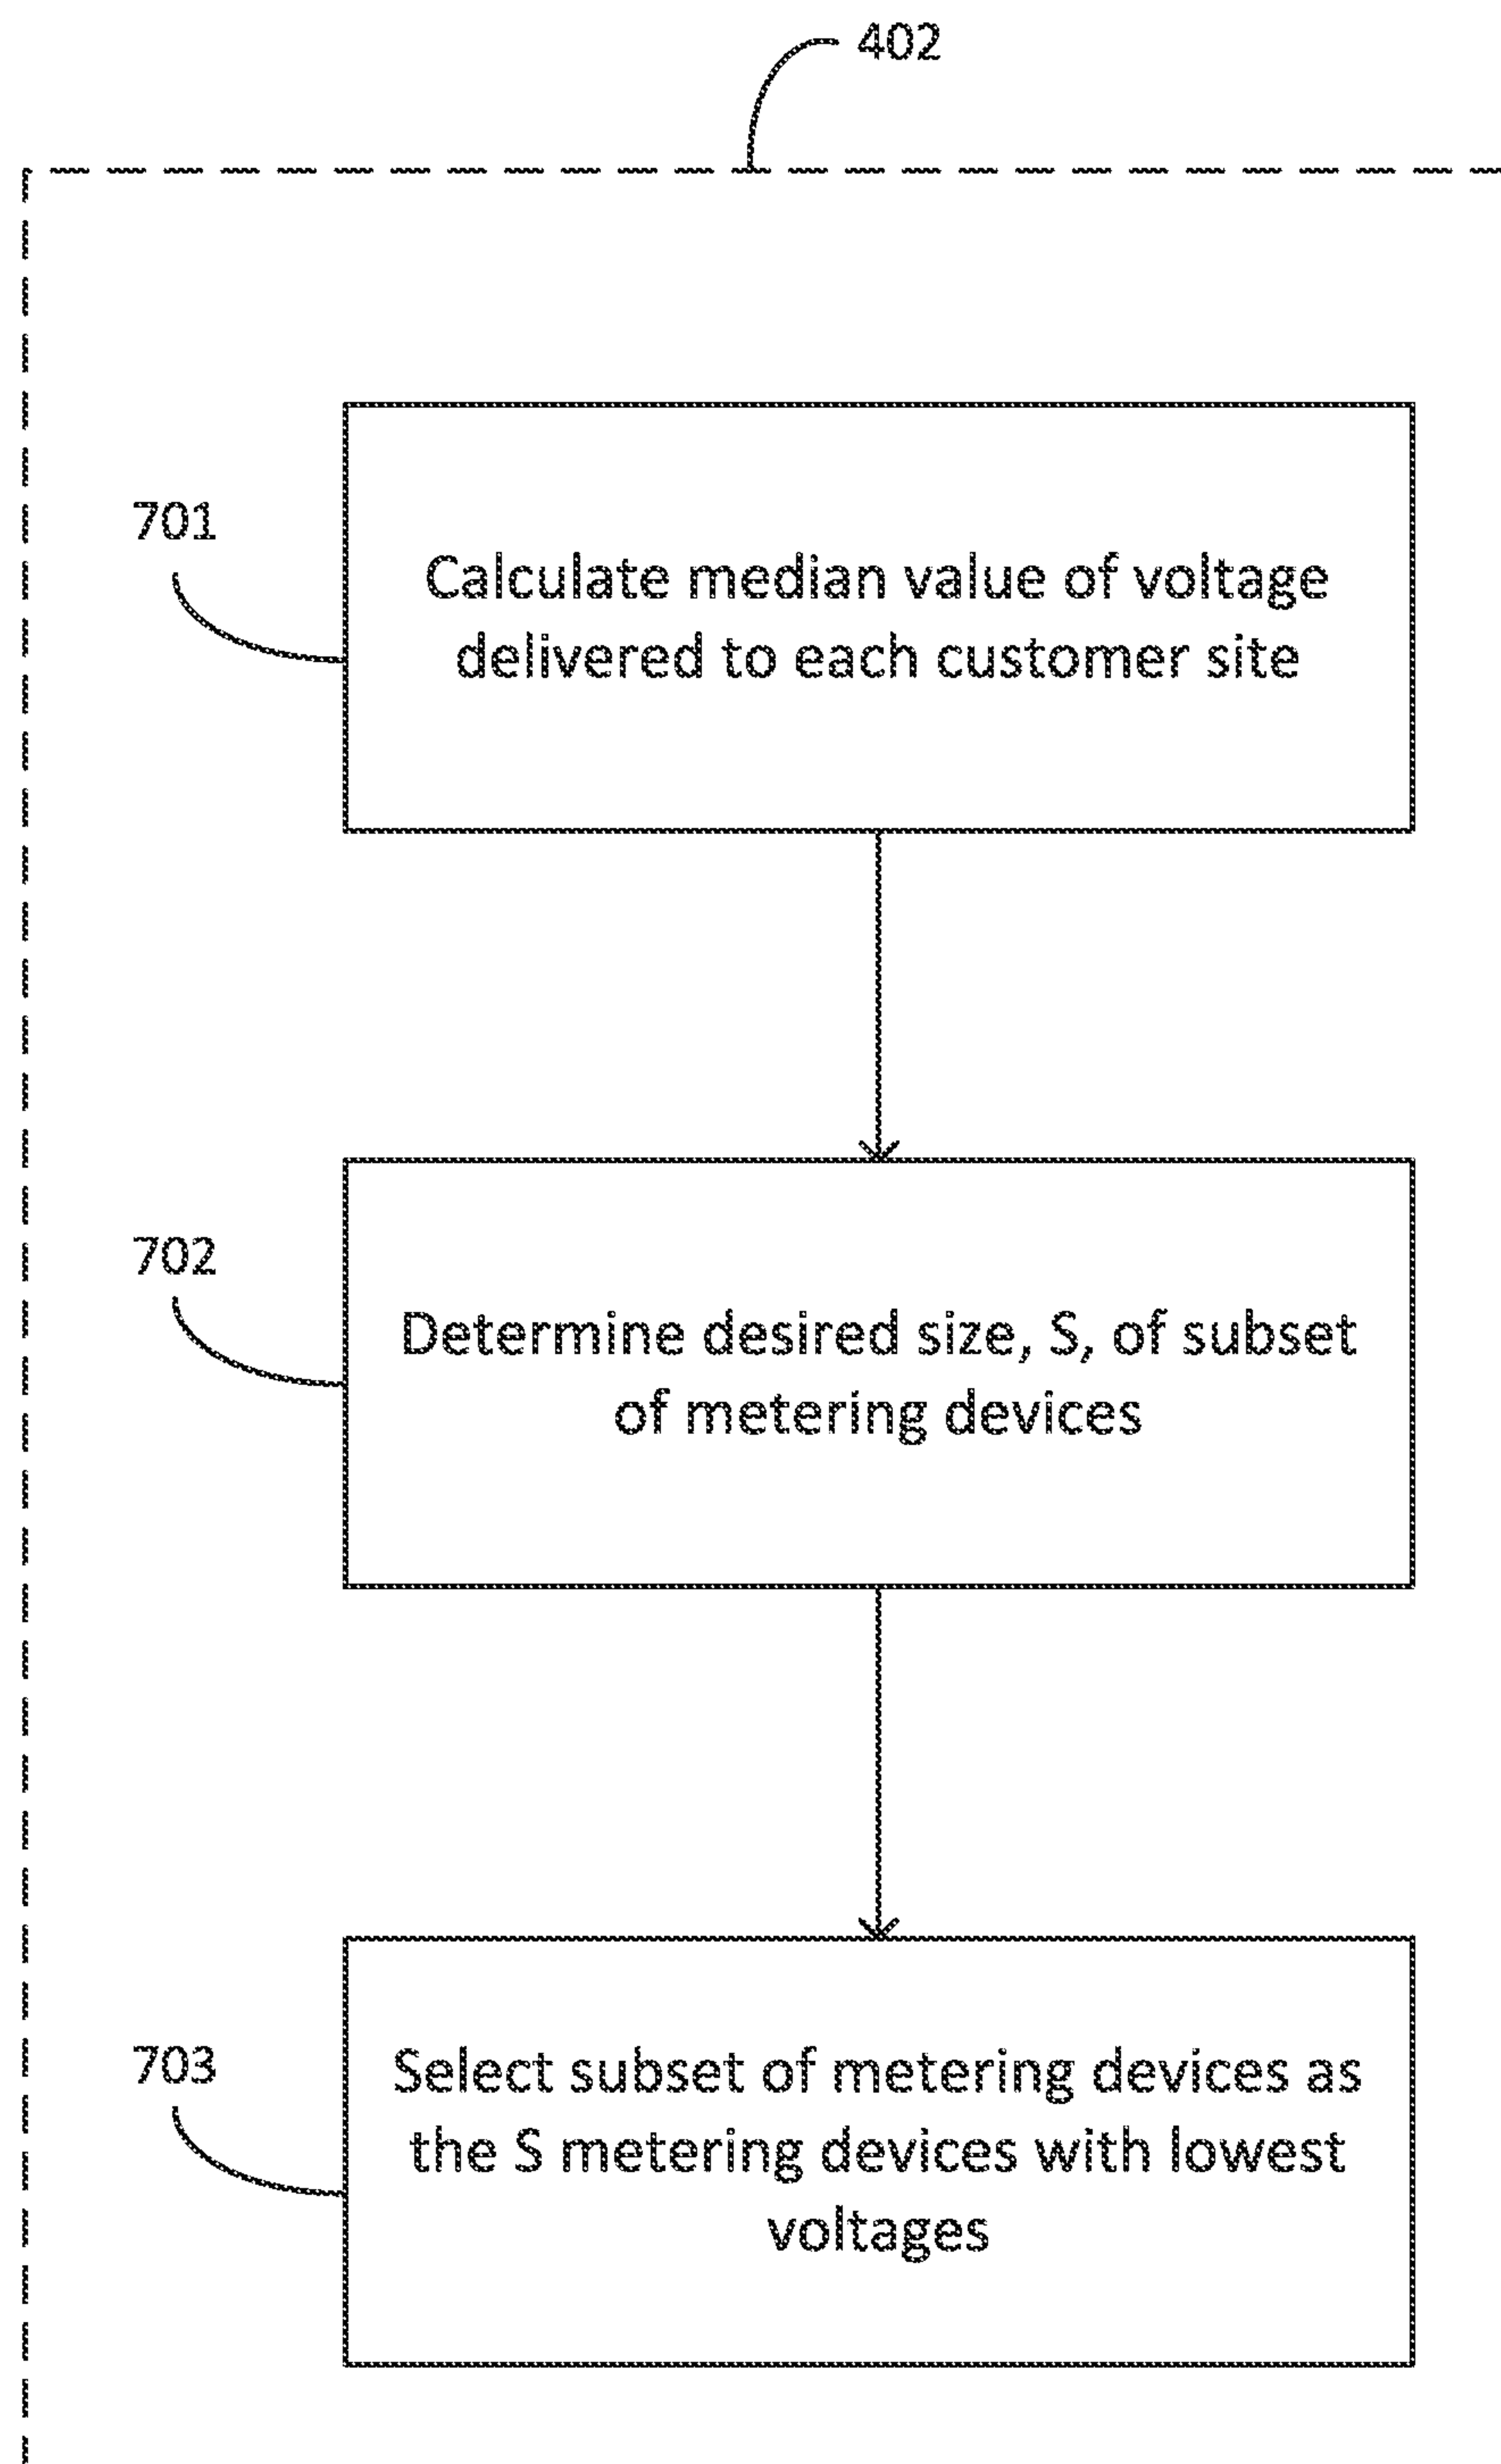 402
701
Calculate median value of voltage
delivered to each customer site
702
Determine desired size, S, of subset
of metering devices
703
Select subset of metering devices as
the S metering devices with lowest
voltages